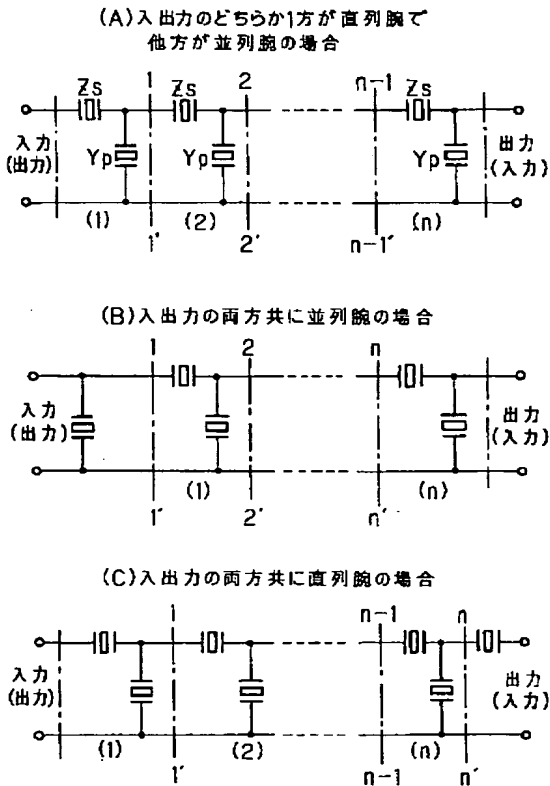 (A)入出力のどちらか1方が直列腕で
他方が並列腕の場合
1 2 n-1
Zs Zs Zs
入力
(出力)
Yp Yp Yp
出力
(入力)
(1) (2) (n)
1' 2' n-1'
(B)入出力の両方共に並列腕の場合
1 2 n
入力
(出力)
出力
(入力)
(1) (n)
1' 2' n'
(C)入出力の両方共に直列腕の場合
1 n-1 n
入力
(出力)
出力
(入力)
(1) (2) (n)
1' n-1 n'